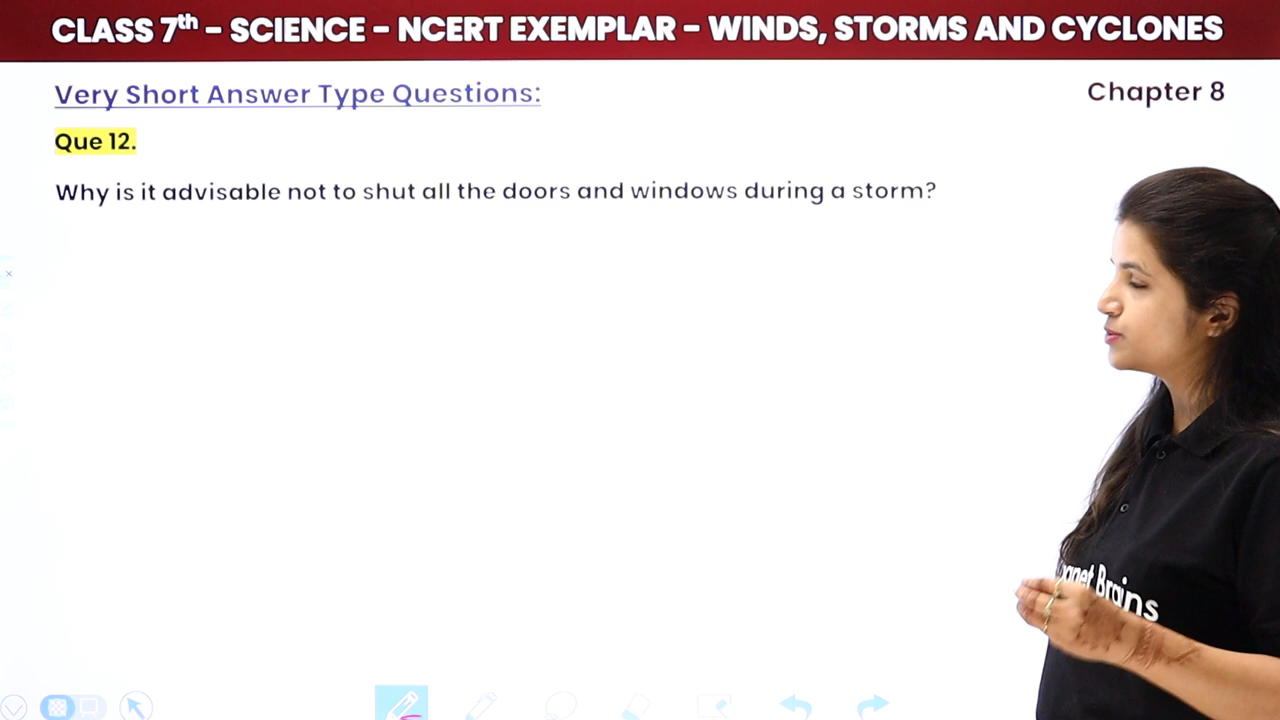 CLASS 7th – SCIENCE – NCERT EXEMPLAR – WINDS, STORMS AND CYCLONES
Very Short Answer Type Questions:
Chapter 8
Que 12.
Why is it advisable not to shut all the doors and windows during a storm?
Brains